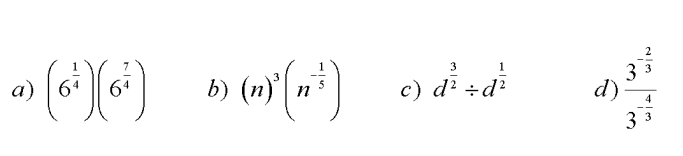 a) (6^{1/4})(6^{7/4}) b) (n)^3(n^{-1/5}) c) d^{3/2} ÷ d^{1/2} d) \frac{3^{-2/3}}{3^{-4/3}}